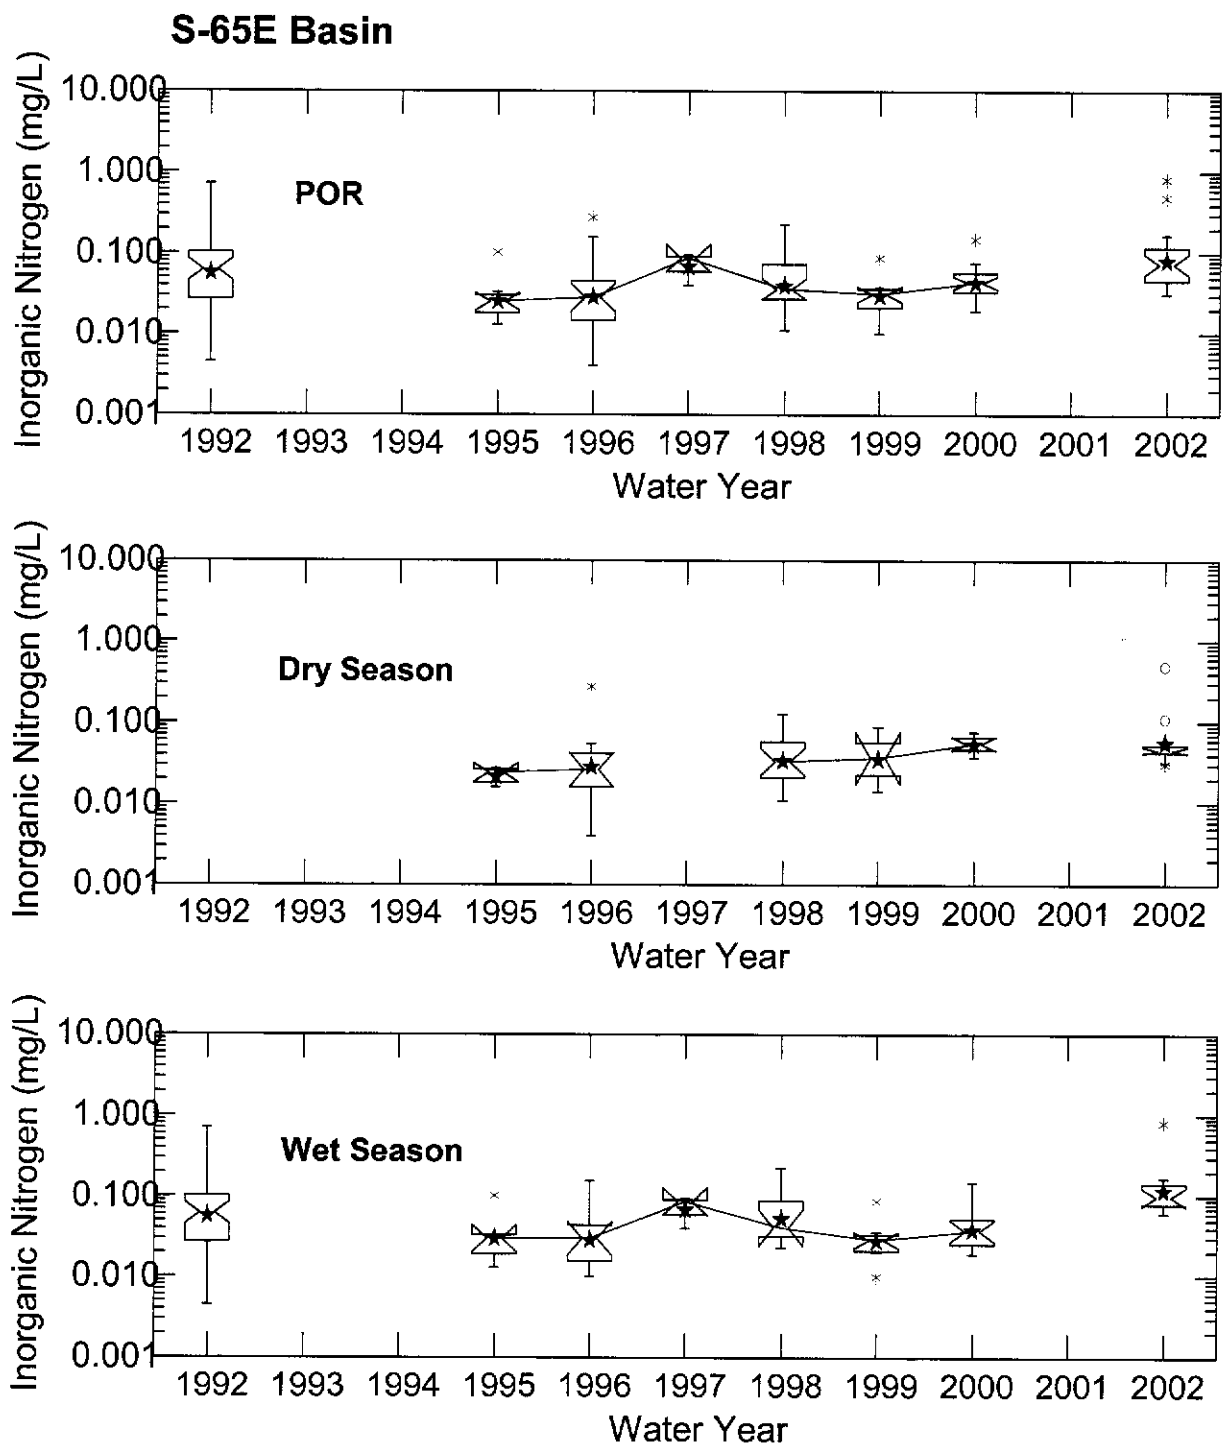 S-65E Basin
Inorganic Nitrogen (mg/L)
10.000
1.000
0.100
0.010
0.001
POR
1992 1993 1994 1995 1996 1997 1998 1999 2000 2001 2002
Water Year
Inorganic Nitrogen (mg/L)
10.000
1.000
0.100
0.010
0.001
Dry Season
1992 1993 1994 1995 1996 1997 1998 1999 2000 2001 2002
Water Year
Inorganic Nitrogen (mg/L)
10.000
1.000
0.100
0.010
0.001
Wet Season
1992 1993 1994 1995 1996 1997 1998 1999 2000 2001 2002
Water Year